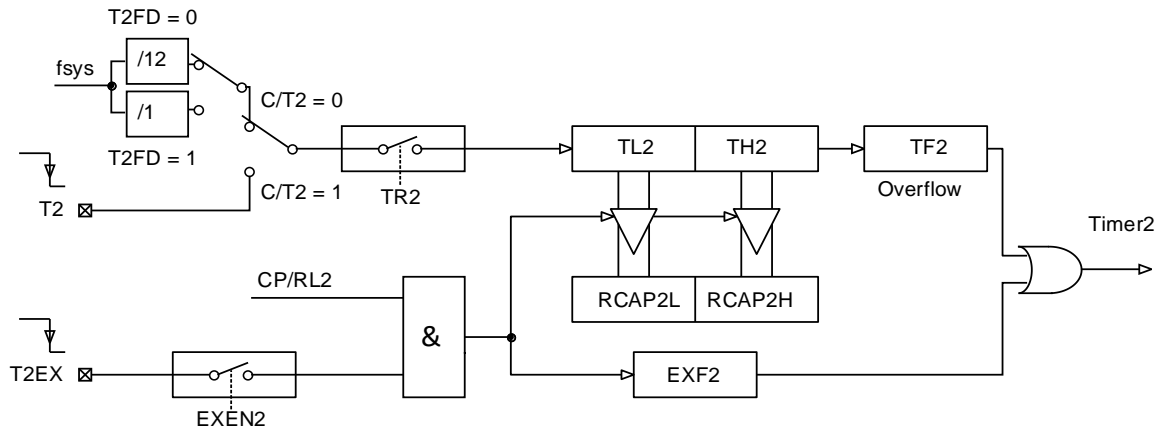 T2FD = 0
/12
fsys
/1
T2FD = 1
C/T2 = 0
C/T2 = 1
T2
TR2
TL2
TH2
TF2
Overflow
Timer2
RCAP2L
RCAP2H
CP/RL2
&
T2EX
EXEN2
EXF2